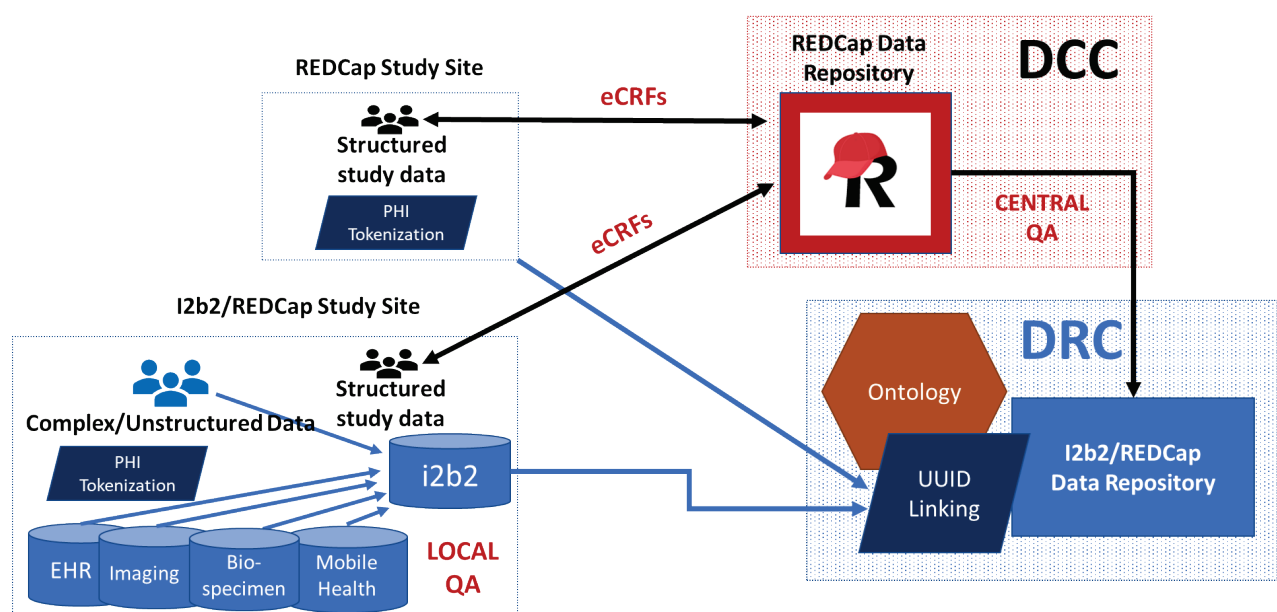 REDCap Data
Repository
DCC
REDCap Study Site
eCRFs
Structured
study data
PHI
Tokenization
R
CENTRAL
QA
eCRFs
I2b2/REDCap Study Site
DRC
Structured
study data
Ontology
Complex/Unstructured Data
PHI
Tokenization
i2b2
UUID
Linking
I2b2/REDCap
Data Repository
EHR
Imaging
Bio-
specimen
Mobile
Health
LOCAL
QA